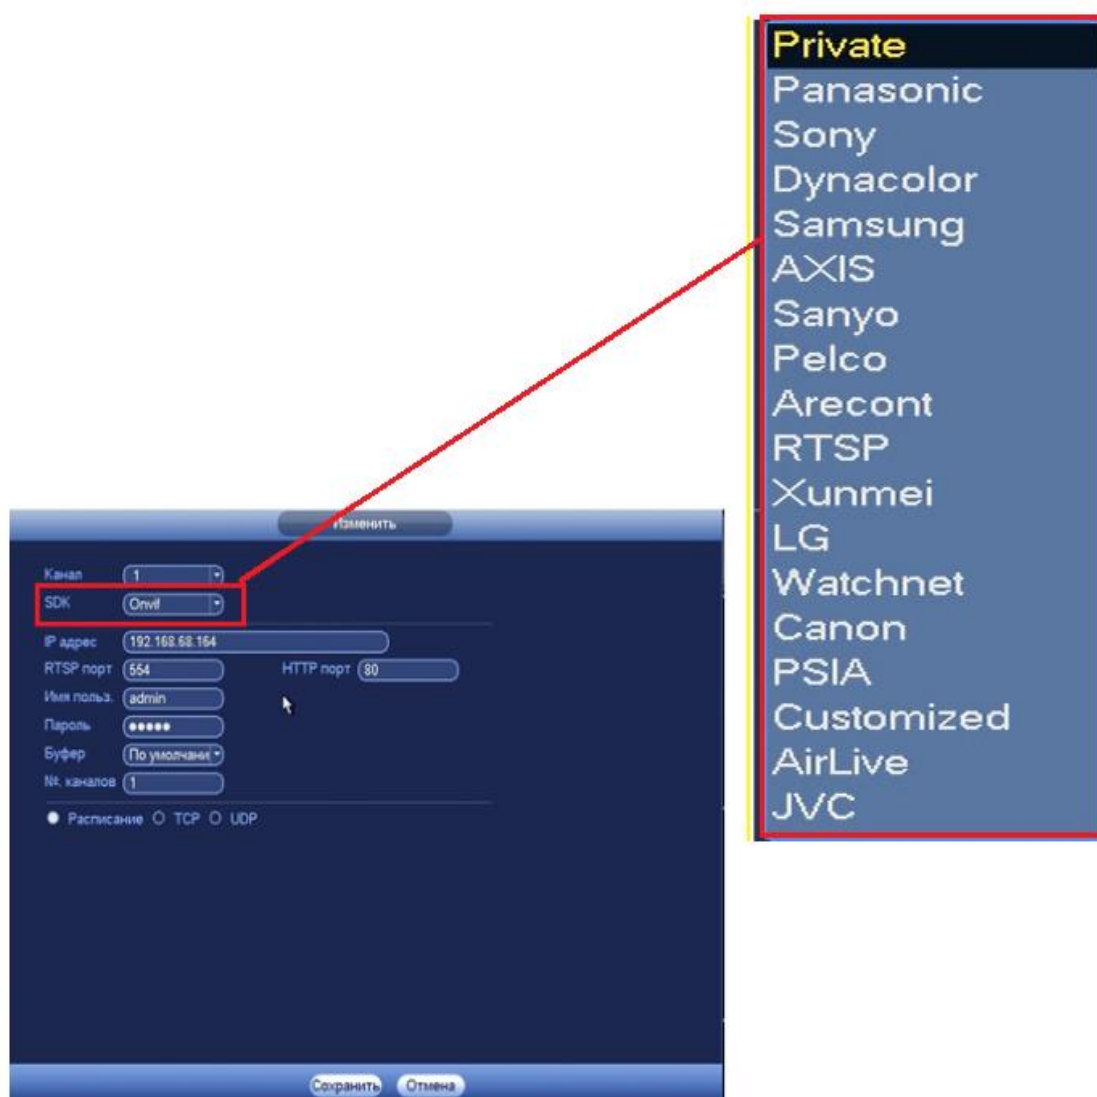 Private
Panasonic
Sony
Dynacolor
Samsung
AXIS
Sanyo
Pelco
Arecont
RTSP
Xunmei
LG
Watchnet
Canon
PSIA
Customized
AirLive
JVC
Изменить
Канал 1
SDK Onvif
IP адрес 192.168.68.164
RTSP порт 554 HTTP порт 80
Имя польз. admin
Пароль ●●●●●
Буфер По умолчани
№. каналов 1
Расписание TCP UDP
Сохранить Отмена